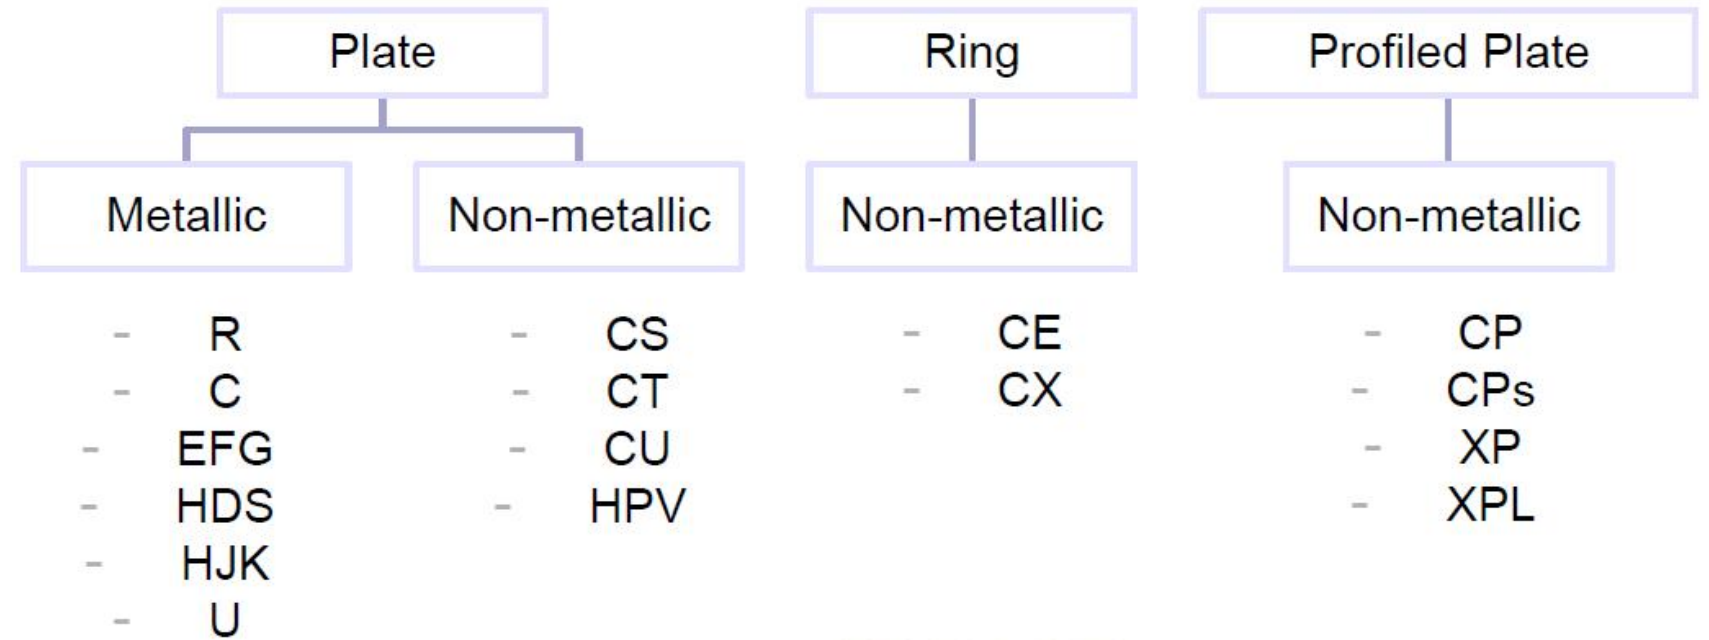 Plate
Ring
Profiled Plate
Metallic
Non-metallic
Non-metallic
Non-metallic
- R
- C
- EFG
- HDS
- HJK
- U
- CS
- CT
- CU
- HPV
- CE
- CX
- CP
- CPs
- XP
- XPL